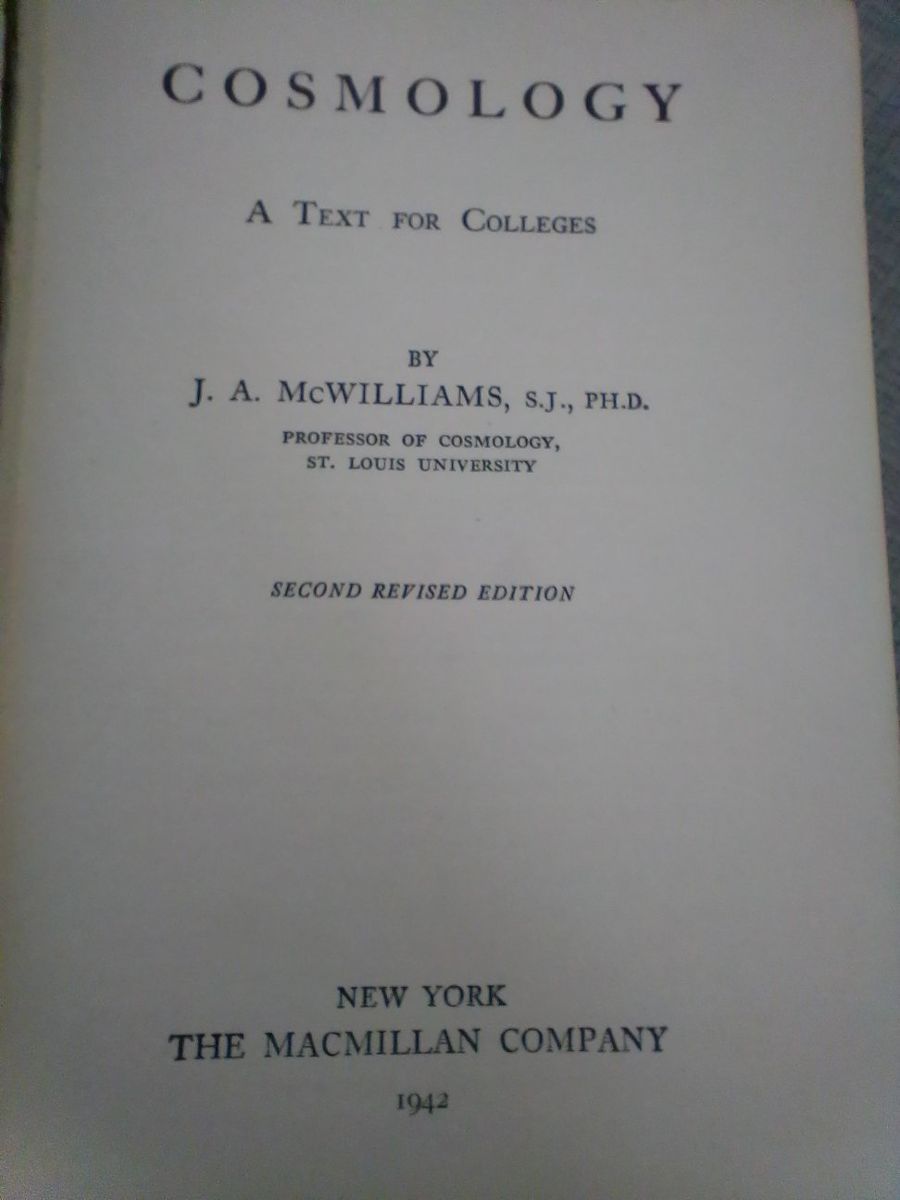 COSMOLOGY
A TEXT FOR COLLEGES
BY
J. A. McWILLIAMS, S.J., PH.D.
PROFESSOR OF COSMOLOGY,
ST. LOUIS UNIVERSITY
SECOND REVISED EDITION
NEW YORK
THE MACMILLAN COMPANY
1942